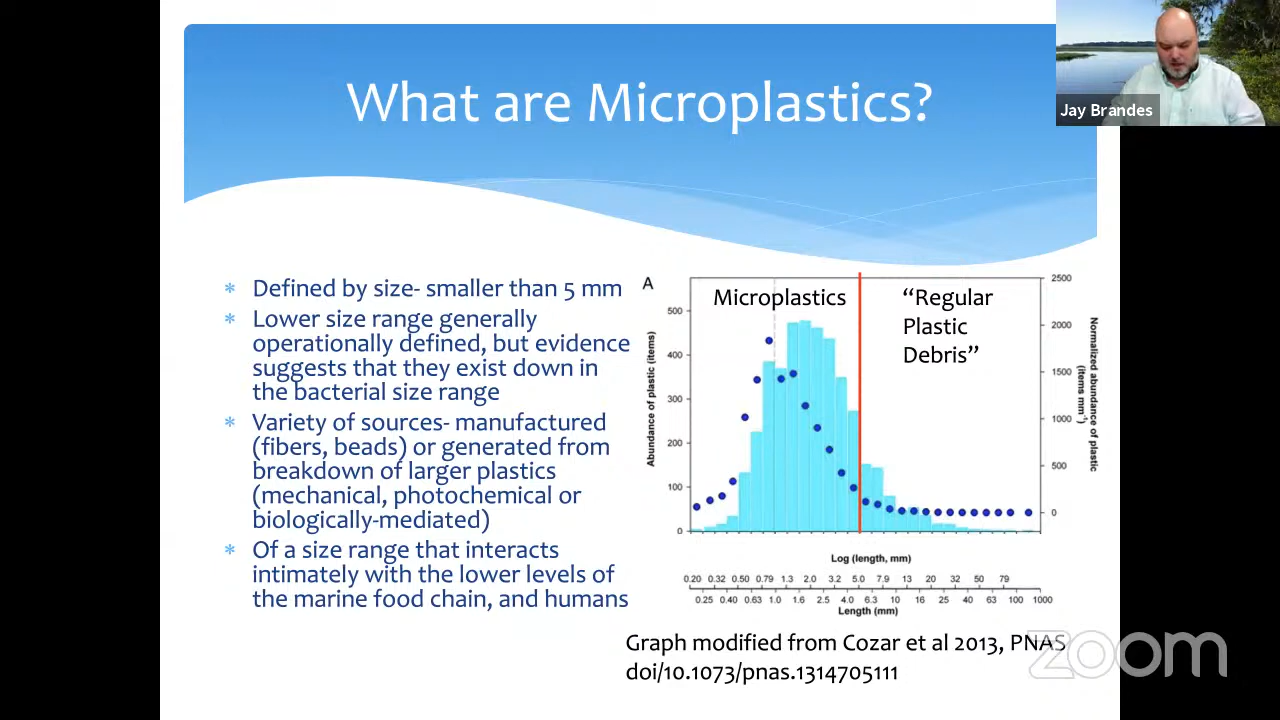 What are Microplastics?
Jay Brandes
* Defined by size- smaller than 5 mm
* Lower size range generally
operationally defined, but evidence
suggests that they exist down in
the bacterial size range
* Variety of sources- manufactured
(fibers, beads) or generated from
breakdown of larger plastics
(mechanical, photochemical or
biologically-mediated)
* Of a size range that interacts
intimately with the lower levels of
the marine food chain, and humans
A
Microplastics
"Regular
Plastic
Debris"
Abundance of plastic (items)
500
400
300
200
100
0
2500
2000
1500
1000
500
0
Normalized abundance of plastic
(items mm⁻¹)
Log (length, mm)
0.20 0.32 0.50 0.79 1.3 2.0 3.2 5.0 7.9 13 20 32 50 79
0.25 0.40 0.63 1.0 1.6 2.5 4.0 6.3 10 16 25 40 63 100 1000
Length (mm)
Graph modified from Cozar et al 2013, PNAS
doi/10.1073/pnas.1314705111
zoom